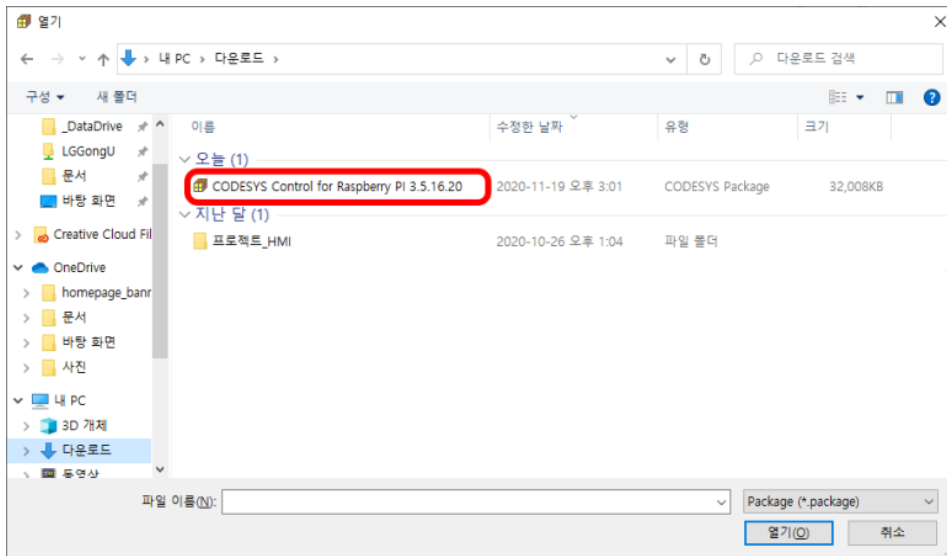 열기
내 PC > 다운로드 >
다운로드 검색
구성
새 폴더
이름
수정한 날짜
유형
크기
_DataDrive
LGGongU
문서
바탕 화면
Creative Cloud Fil
OneDrive
homepage_banr
문서
바탕 화면
사진
내 PC
3D 개체
다운로드
동영상
오늘 (1)
CODESYS Control for Raspberry PI 3.5.16.20 2020-11-19 오후 3:01 CODESYS Package 32,008KB
지난 달 (1)
프로젝트_HMI 2020-10-26 오후 1:04 파일 폴더
파일 이름(N):
Package (*.package)
열기(O)
취소